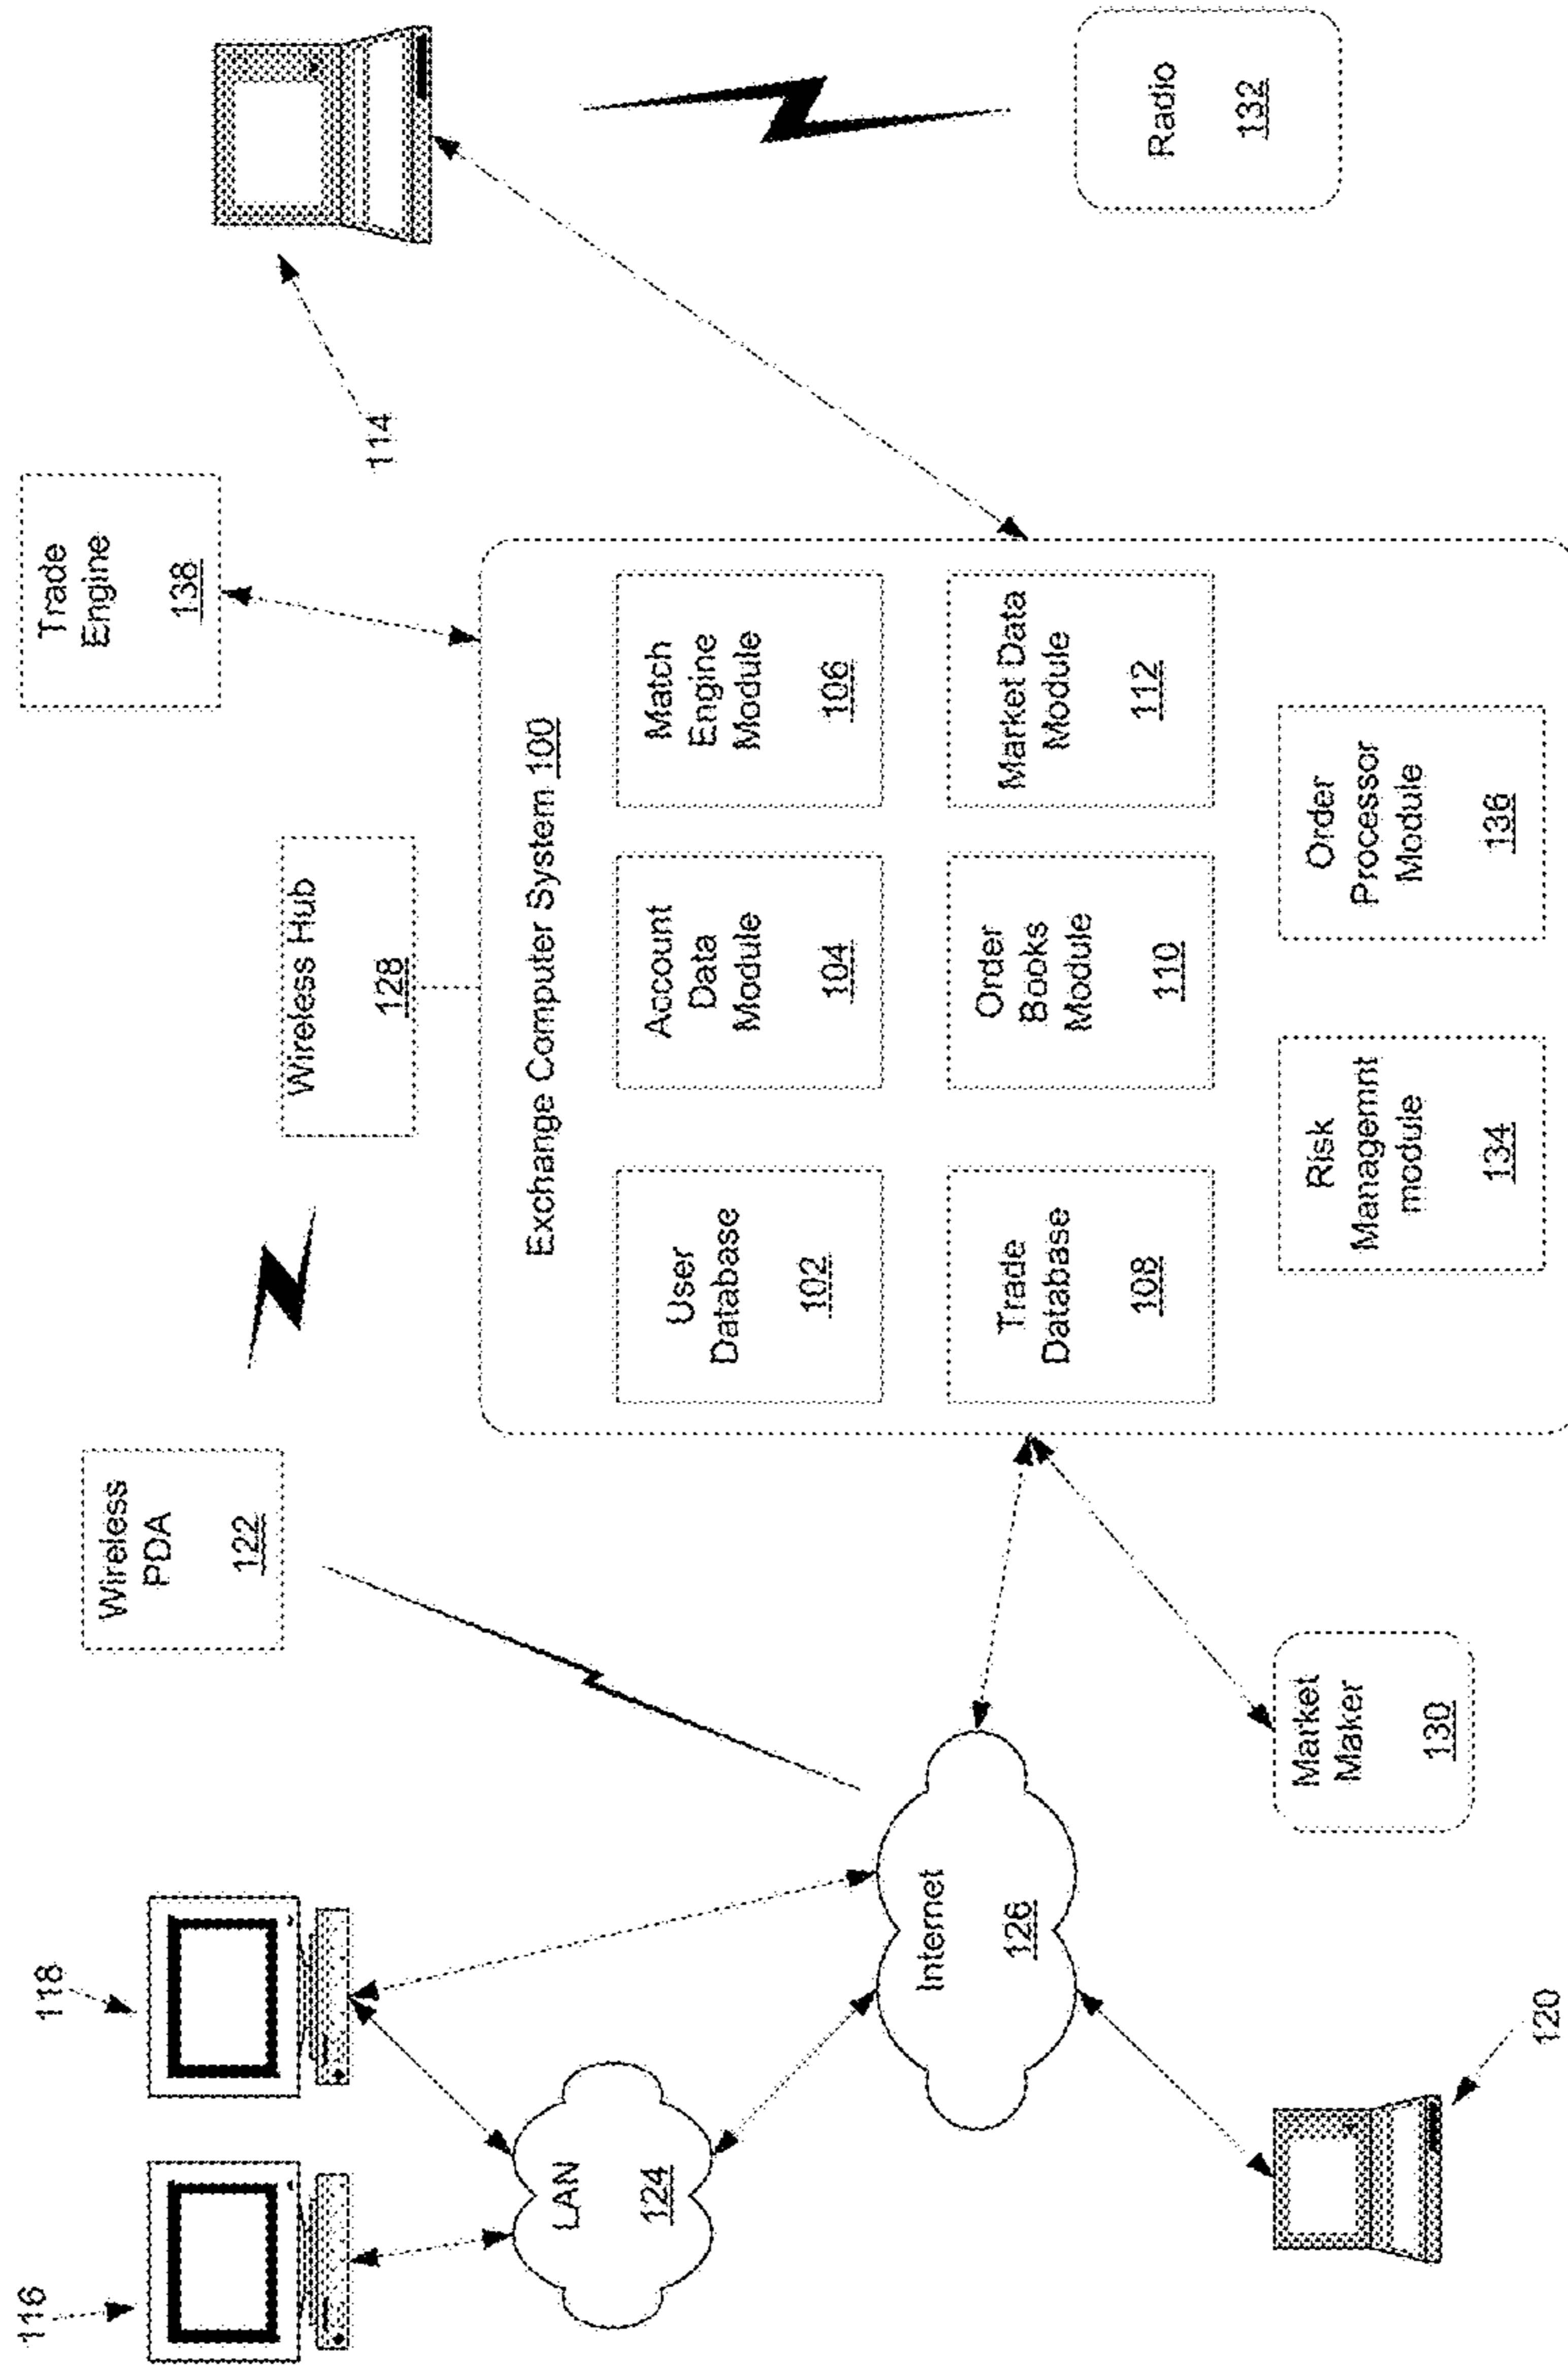 116
118
Wireless
PDA
122
Wireless Hub
128
Trade
Engine
138
114
LAN
124
Internet
126
120
Market
Maker
130
Exchange Computer System 100
User
Database
102
Account
Data
Module
104
Match
Engine
Module
106
Trade
Database
108
Order
Books
Module
110
Market Data
Module
112
Risk
Managemnt
module
134
Order
Processor
Module
136
Radio
132